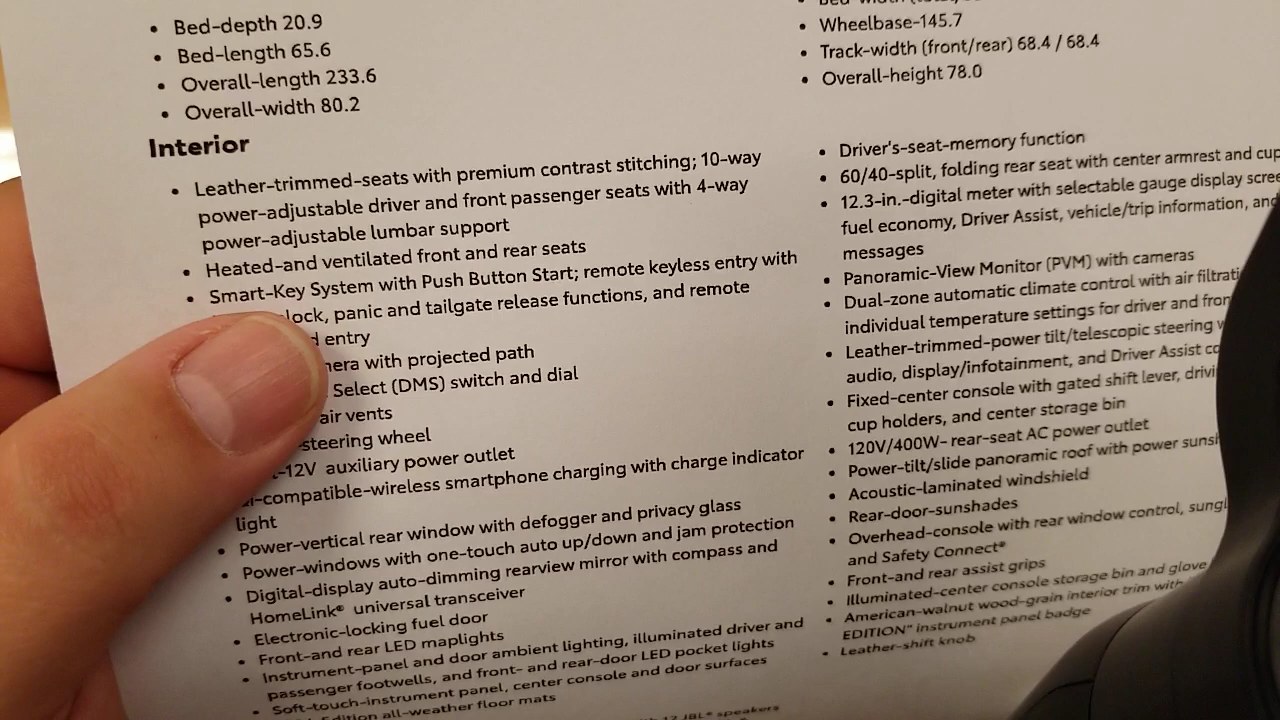 • Bed-depth 20.9
• Bed-length 65.6
• Overall-length 233.6
• Overall-width 80.2
• Wheelbase-145.7
• Track-width (front/rear) 68.4 / 68.4
• Overall-height 78.0
Interior
• Leather-trimmed-seats with premium contrast stitching; 10-way
power-adjustable driver and front passenger seats with 4-way
power-adjustable lumbar support
• Heated-and ventilated front and rear seats
• Smart-Key System with Push Button Start; remote keyless entry with
lock, panic and tailgate release functions, and remote
entry
with projected path
Select (DMS) switch and dial
air vents
steering wheel
-12V auxiliary power outlet
-compatible-wireless smartphone charging with charge indicator
light
• Power-vertical rear window with defogger and privacy glass
• Power-windows with one-touch auto up/down and jam protection
• Digital-display auto-dimming rearview mirror with compass and
HomeLink® universal transceiver
• Electronic-locking fuel door
• Front-and rear LED maplights
• Instrument-panel and door ambient lighting, illuminated driver and
passenger footwells, and front- and rear-door LED pocket lights
• Soft-touch-instrument panel, center console and door surfaces
Edition all-weather floor mats
12 JBL® speakers
• Driver's-seat-memory function
• 60/40-split, folding rear seat with center armrest and cup
• 12.3-in.-digital meter with selectable gauge display
fuel economy, Driver Assist, vehicle/trip information, and
messages
• Panoramic-View Monitor (PVM) with cameras
• Dual-zone automatic climate control with air filtrati
individual temperature settings for driver and fron
• Leather-trimmed-power tilt/telescopic steering w
audio, display/infotainment, and Driver Assist co
• Fixed-center console with gated shift lever, drivi
cup holders, and center storage bin
• 120V/400W- rear-seat AC power outlet
• Power-tilt/slide panoramic roof with power sunsh
• Acoustic-laminated windshield
• Rear-door-sunshades
• Overhead-console with rear window control, sungl
and Safety Connect®
• Front-and rear assist grips
• Illuminated-center console storage bin and glove
• American-walnut wood-grain interior trim with
EDITION" instrument panel badge
• Leather-shift knob